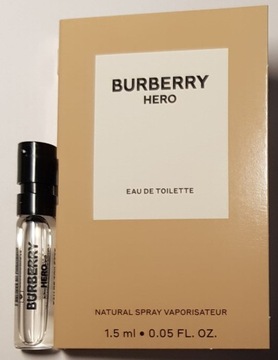 BURBERRY
HERO
EAU DE TOILETTE
NATURAL SPRAY VAPORISATEUR
1.5 ml • 0.05 FL. OZ.
BURBERRY
HERO